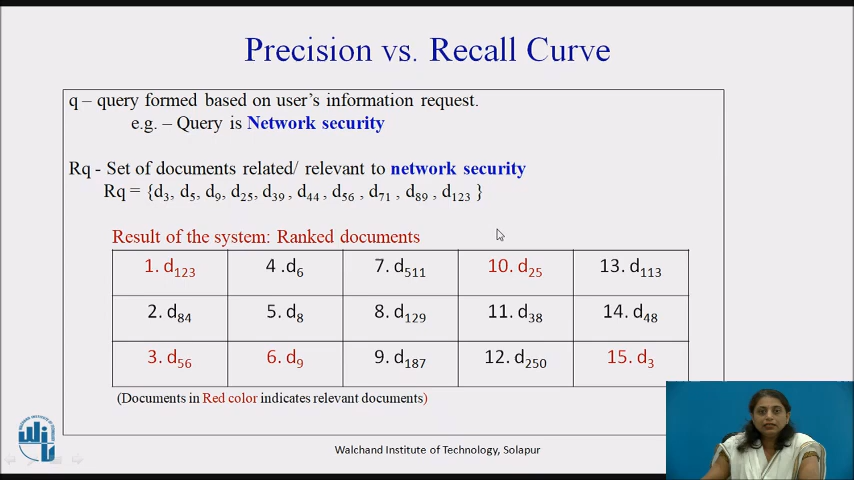 Precision vs. Recall Curve
q – query formed based on user's information request.
e.g. – Query is Network security
Rq - Set of documents related/ relevant to network security
Rq = {d3, d5, d9, d25, d39 , d44 , d56 , d71 , d89 , d123 }
Result of the system: Ranked documents
1. d123 4 .d6 7. d511 10. d25 13. d113
2. d84 5. d8 8. d129 11. d38 14. d48
3. d56 6. d9 9. d187 12. d250 15. d3
(Documents in Red color indicates relevant documents)
Walchand Institute of Technology, Solapur